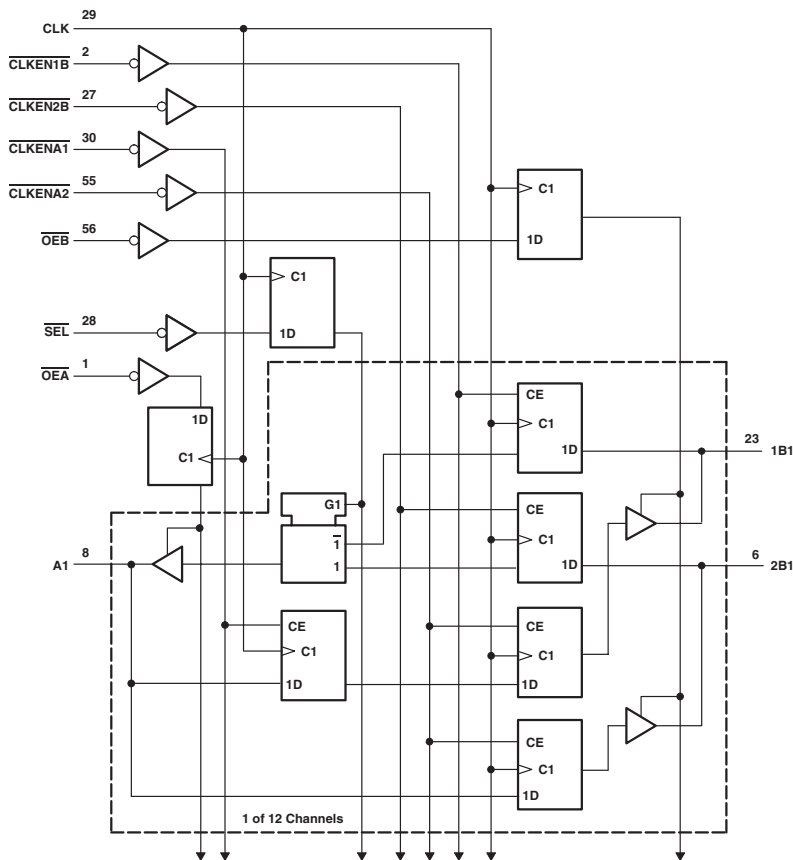 CLK 29
CLKEN1B 2
CLKEN2B 27
CLKENA1 30
CLKENA2 55
C1
OEB 56
1D
C1
SEL 28
1D
OEA 1
1D
CE
C1
C1
1D
23 1B1
G1
CE
1
C1
A1 8
1
1D
6 2B1
CE
CE
C1
C1
1D
1D
CE
C1
1D
1 of 12 Channels